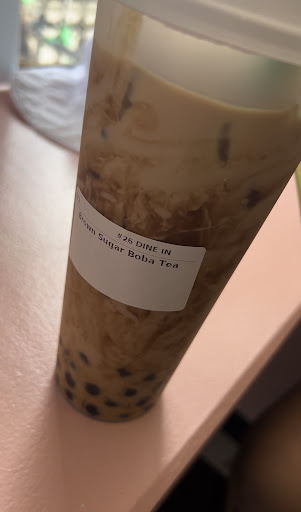 #26 DINE IN
Brown Sugar Boba Tea